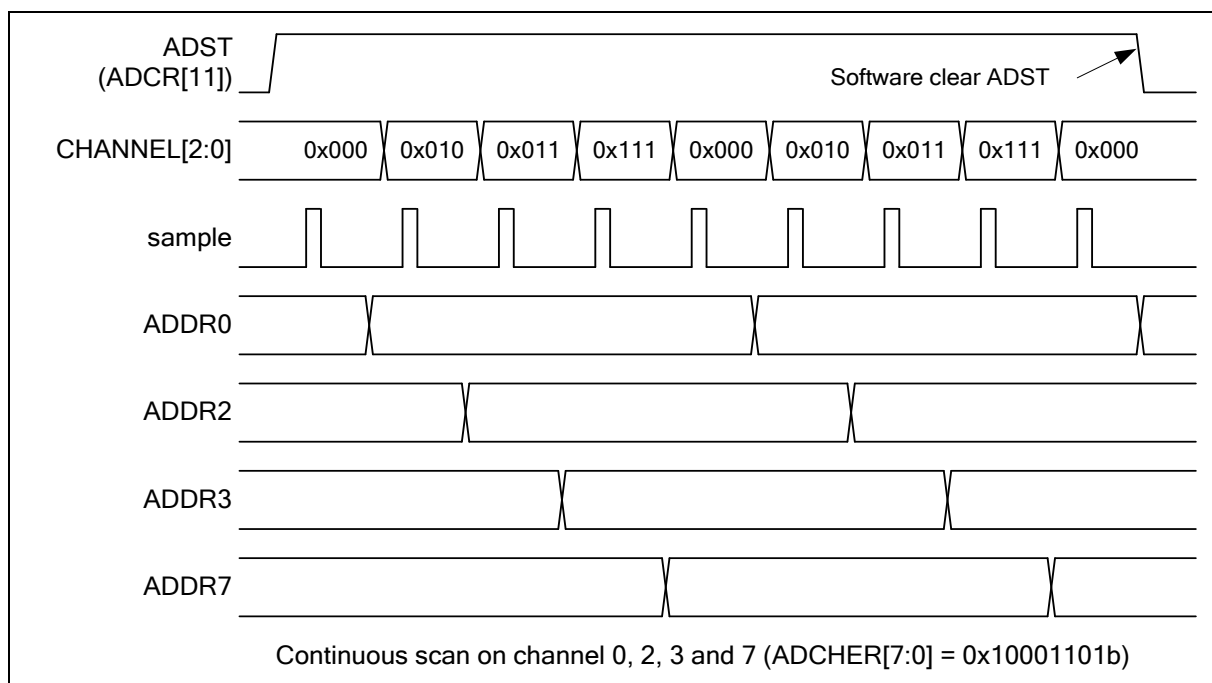 ADST
(ADCR[11])
Software clear ADST
CHANNEL[2:0]
0x000 0x010 0x011 0x111 0x000 0x010 0x011 0x111 0x000
sample
ADDR0
ADDR2
ADDR3
ADDR7
Continuous scan on channel 0, 2, 3 and 7 (ADCHER[7:0] = 0x10001101b)